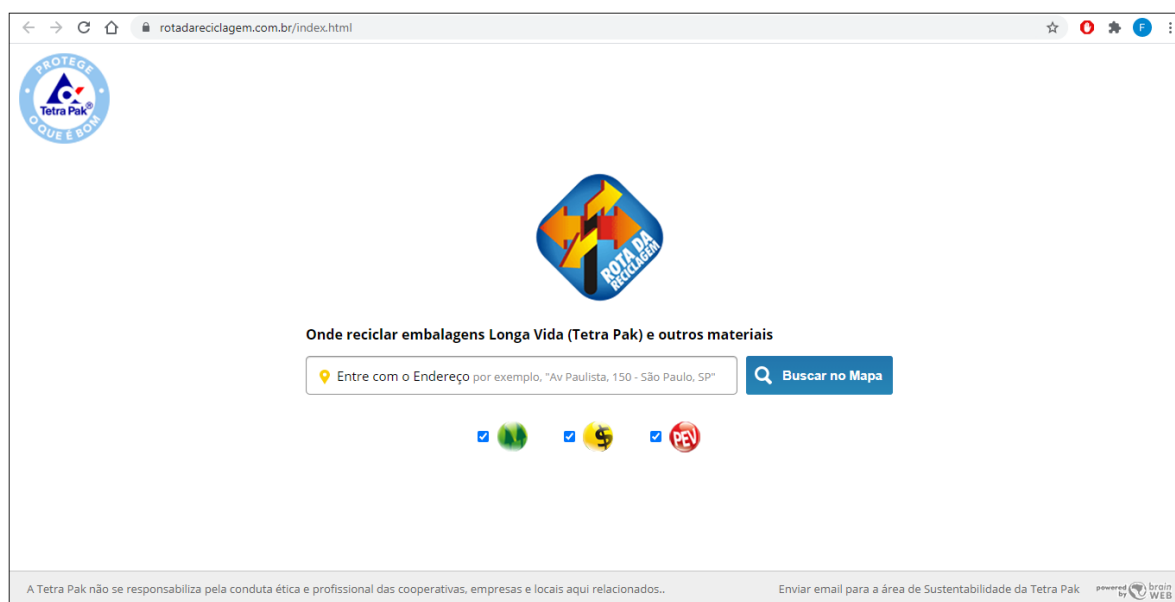 rotadareciclagem.com.br/index.html
F
PROTEGE
Tetra Pak®
O QUE É BOM
ROTA DA
RECICLAGEM
Onde reciclar embalagens Longa Vida (Tetra Pak) e outros materiais
Entre com o Endereço por exemplo, "Av Paulista, 150 - São Paulo, SP"
Buscar no Mapa
$ PEV
A Tetra Pak não se responsabiliza pela conduta ética e profissional das cooperativas, empresas e locais aqui relacionados..
Enviar email para a área de Sustentabilidade da Tetra Pak
powered
by
brain
WEB